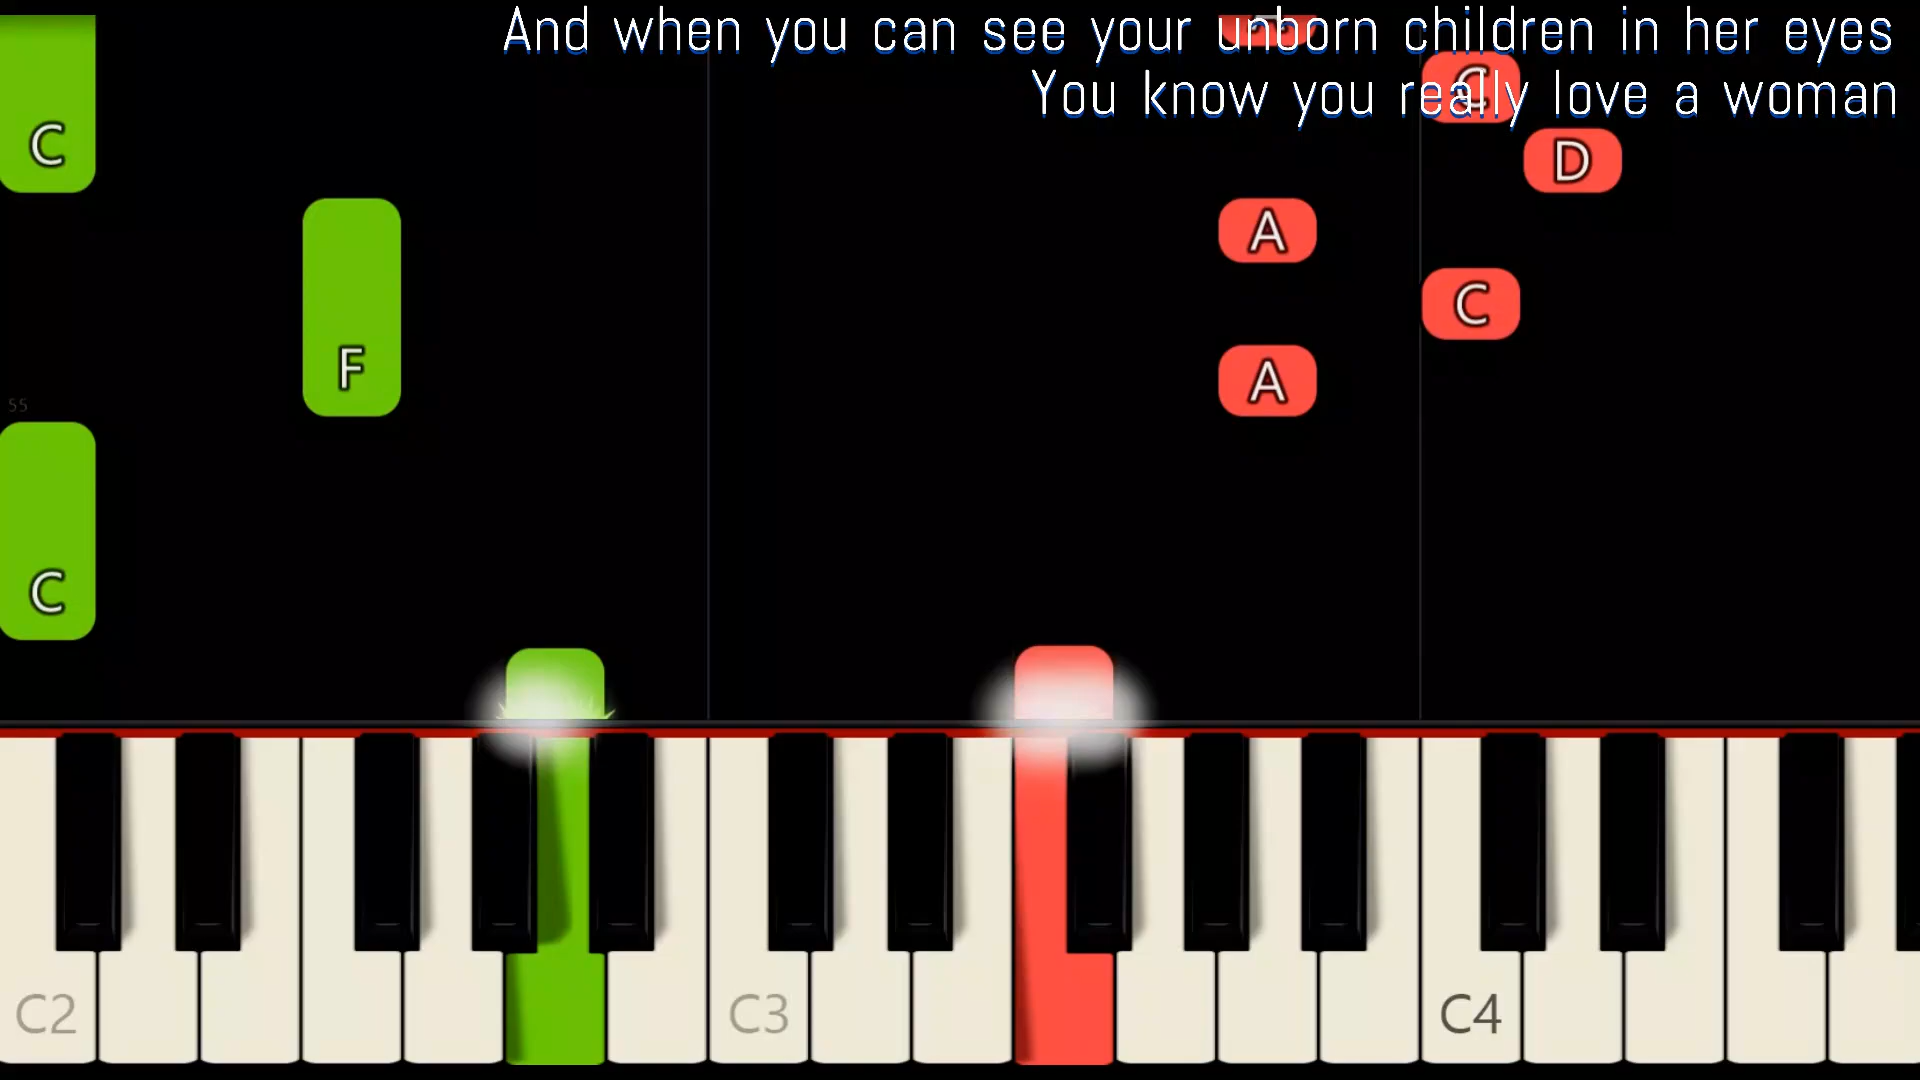 And when you can see your unborn children in her eyes
You know you really love a woman
C
C
D
A
F
C
A
55
C
C2
C3
C4